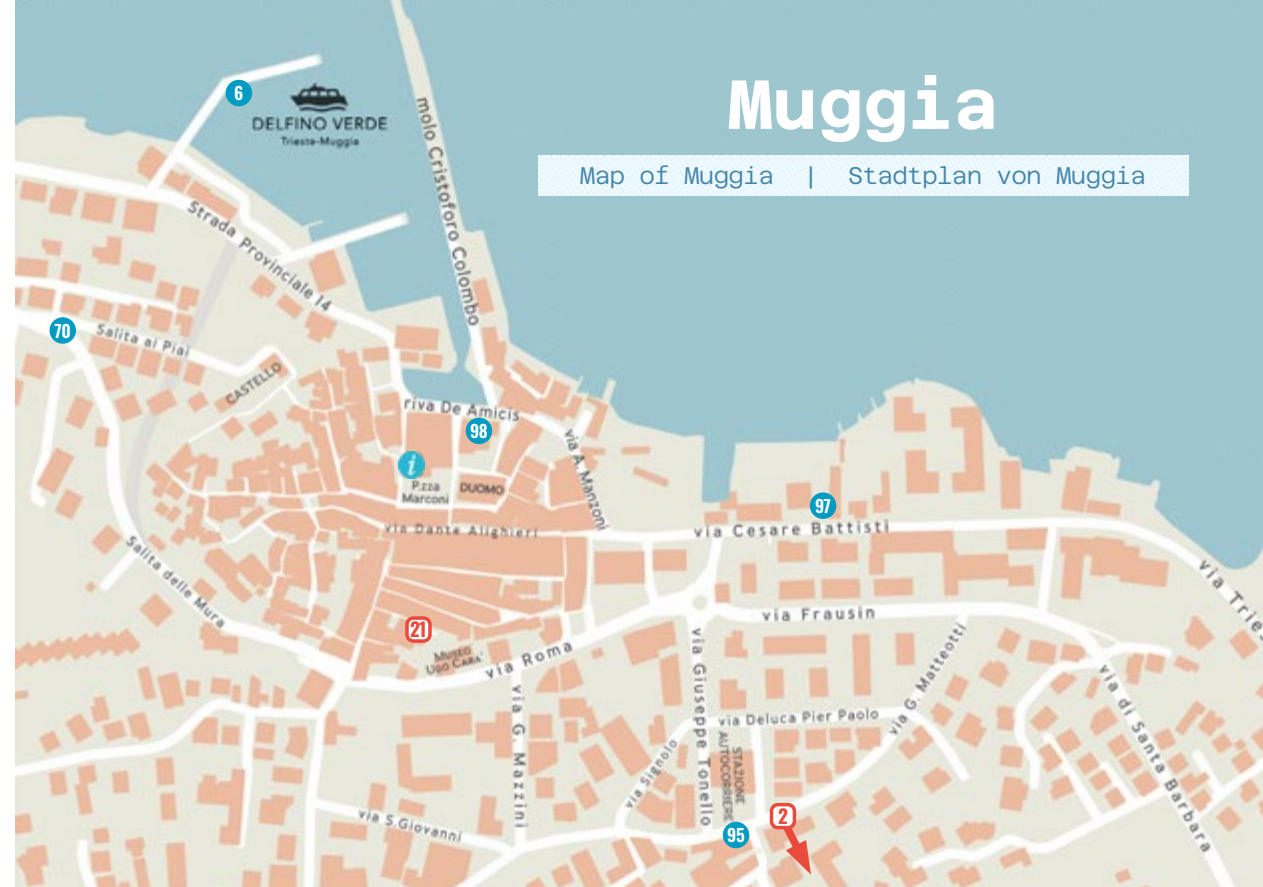 Muggia
Map of Muggia | Stadtplan von Muggia
6
DELFINO VERDE
Trieste-Muggia
molo Cristoforo Colombo
Strada Provinciale 14
70
Salita ai Piai
CASTELLO
riva De Amicis
98
i
P.zza
Marconi
DUOMO
via A. Manzoni
via Dante Alighieri
97
via Cesare Battisti
via Tries
Salita delle Mura
via Frausin
21
MUSEO
UGO CARA'
via Roma
via Giuseppe Tonello
via G. Matteotti
via G. Mazzini
via Deluca Pier Paolo
via di Santa Barbara
via Signolo
STAZIONE
AUTOCORRIERE
via S.Giovanni
2
95